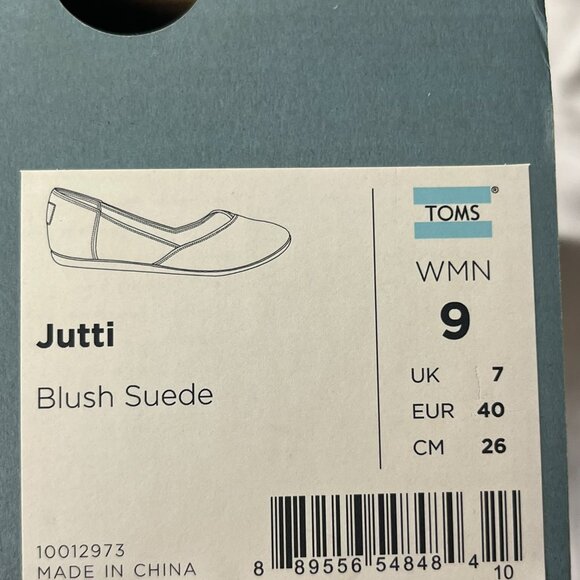 TOMS®
WMN
9
Jutti
Blush Suede
UK 7
EUR 40
CM 26
10012973
MADE IN CHINA
8 89556 54848 4
10